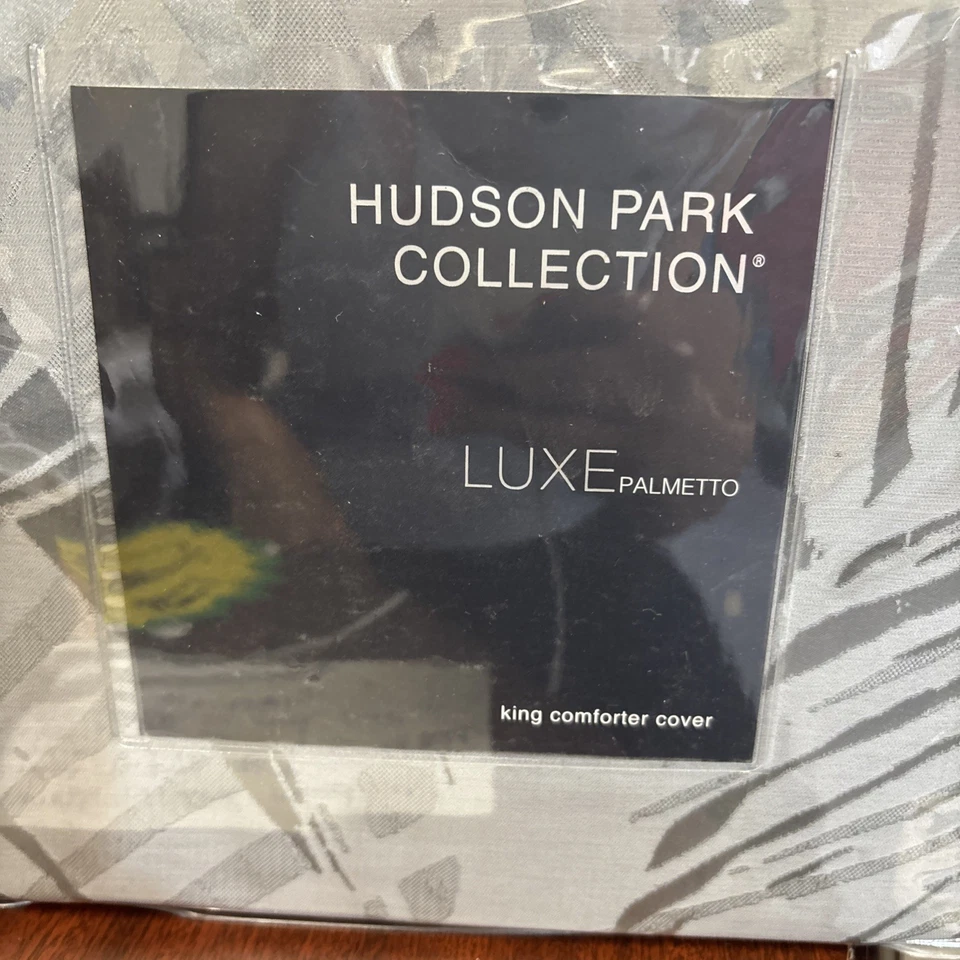 HUDSON PARK
COLLECTION®
LUXE PALMETTO
king comforter cover